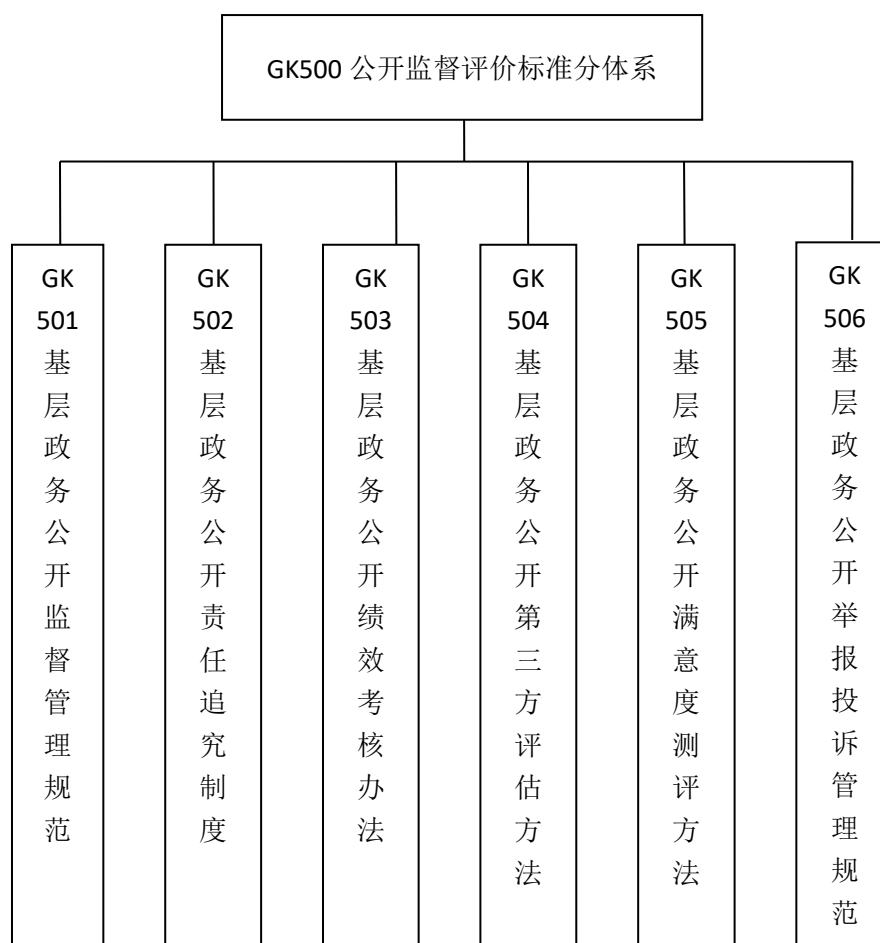 GK500 公开监督评价标准分体系
GK
501
基层政务公开监督管理规范
GK
502
基层政务公开责任追究制度
GK
503
基层政务公开绩效考核办法
GK
504
基层政务公开第三方评估方法
GK
505
基层政务公开满意度测评方法
GK
506
基层政务公开举报投诉管理规范